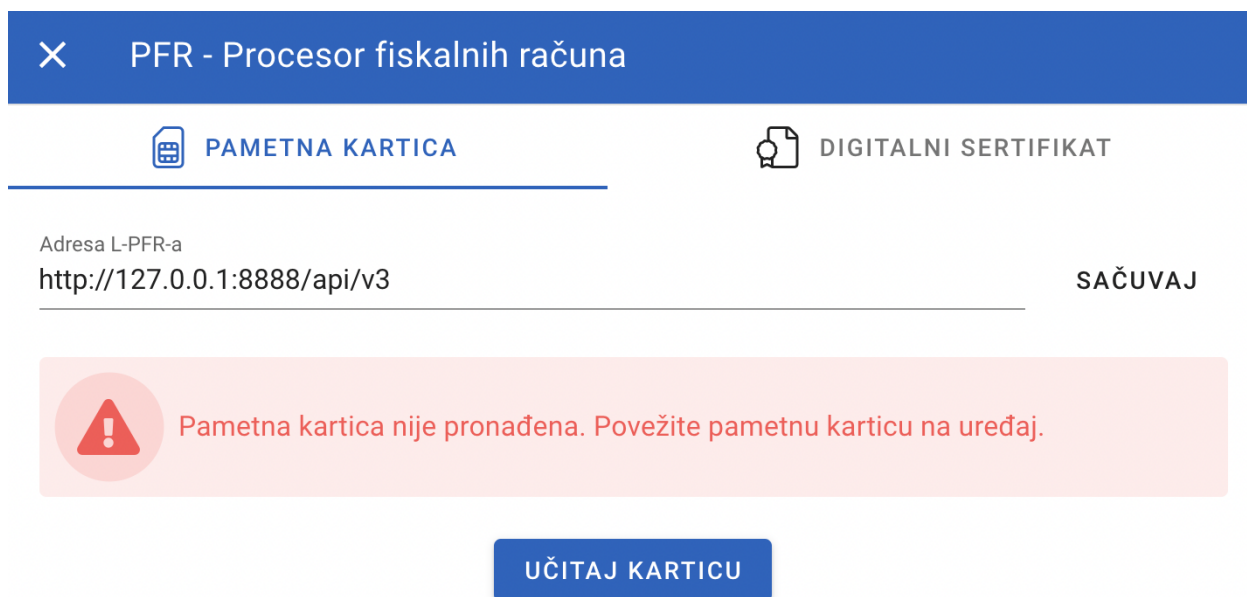 PFR - Procesor fiskalnih računa
PAMETNA KARTICA
DIGITALNI SERTIFIKAT
Adresa L-PFR-a
http://127.0.0.1:8888/api/v3
SAČUVAJ
Pametna kartica nije pronađena. Povežite pametnu karticu na uređaj.
UČITAJ KARTICU